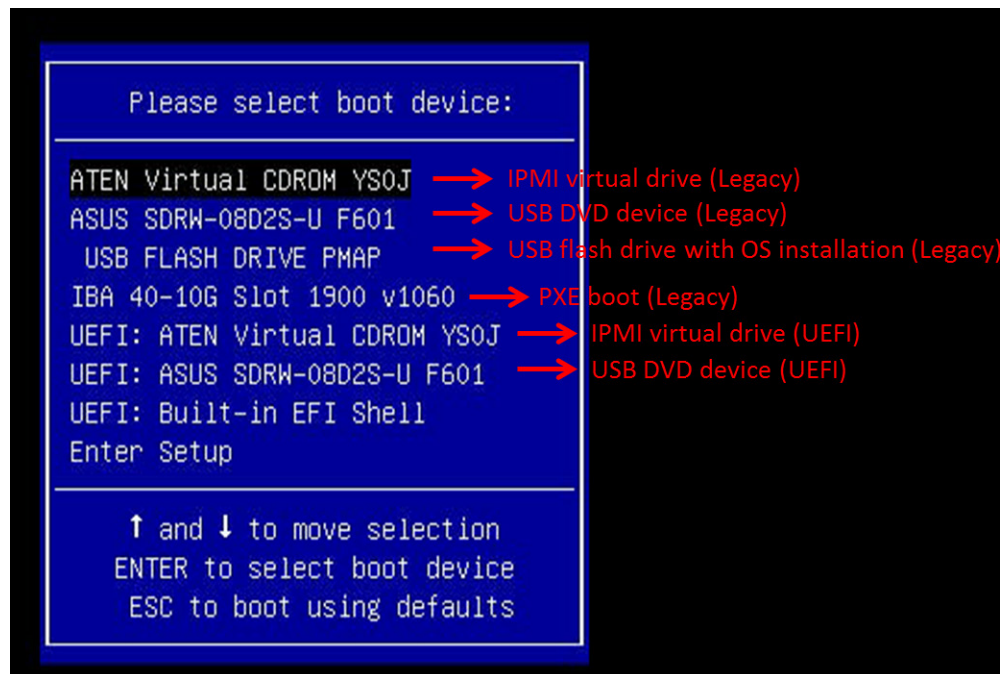 Please select boot device:
ATEN Virtual CDROM YS0J → IPMI virtual drive (Legacy)
ASUS SDRW-08D2S-U F601 → USB DVD device (Legacy)
USB FLASH DRIVE PMAP → USB flash drive with OS installation (Legacy)
IBA 40-10G Slot 1900 v1060 → PXE boot (Legacy)
UEFI: ATEN Virtual CDROM YS0J → IPMI virtual drive (UEFI)
UEFI: ASUS SDRW-08D2S-U F601 → USB DVD device (UEFI)
UEFI: Built-in EFI Shell
Enter Setup
↑ and ↓ to move selection
ENTER to select boot device
ESC to boot using defaults